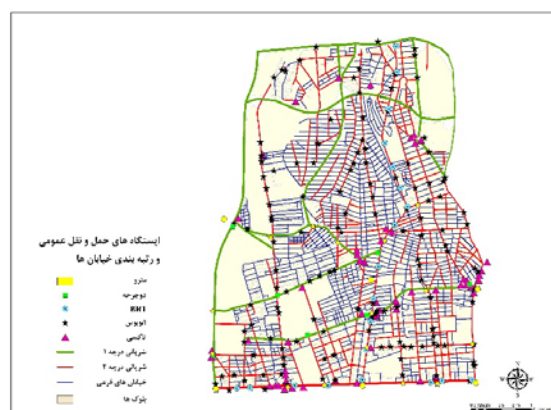 ایستگاه های حمل و نقل عمومی
و رتبه بندی خیابان ها
مترو
دوچرخه
BRT
اتوبوس
تاکسی
شریانی درجه ۱
شریانی درجه ۲
خیابان های فرعی
بلوک ها